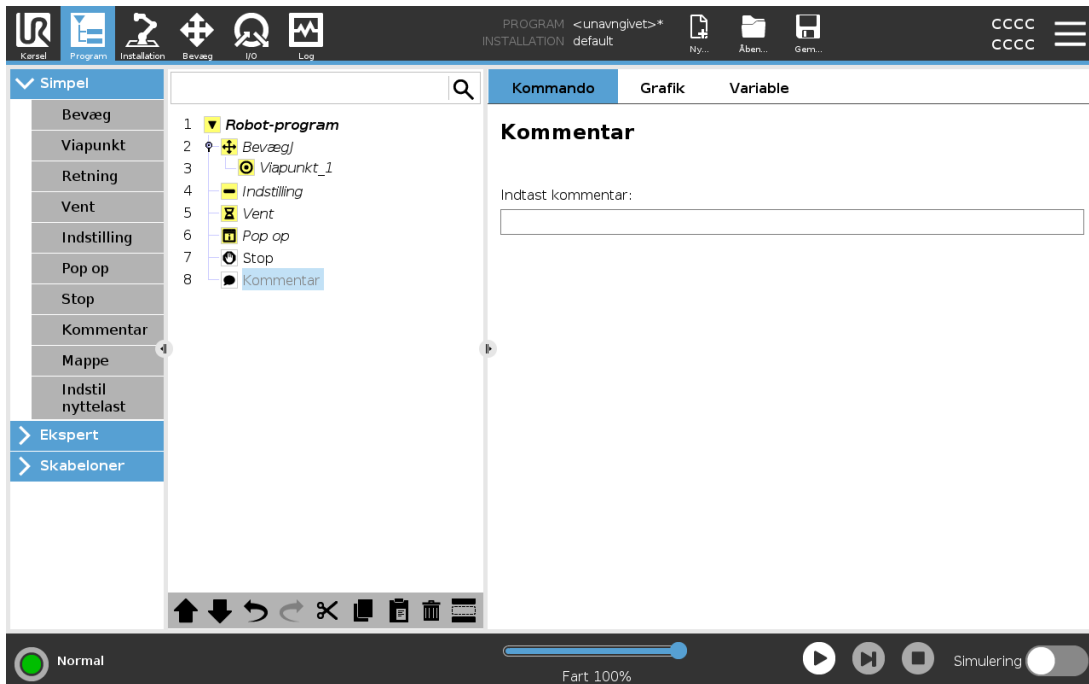 PROGRAM <unavngivet>*
INSTALLATION default
Kørsel Program Installation Bevæg I/O Log Ny... Åben... Gem...
CCCC
CCCC
Simpel
Bevæg
Viapunkt
Retning
Vent
Indstilling
Pop op
Stop
Kommentar
Mappe
Indstil
nyttelast
Ekspert
Skabeloner
1 Robot-program
2 BevægJ
3 Viapunkt_1
4 Indstilling
5 Vent
6 Pop op
7 Stop
8 Kommentar
Kommando Grafik Variable
Kommentar
Indtast kommentar:
Normal
Fart 100%
Simulering